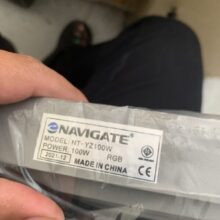 NAVIGATE®
MODEL: NT-YZ100W
POWER: 100W RGB
2021.12
MADE IN CHINA CE